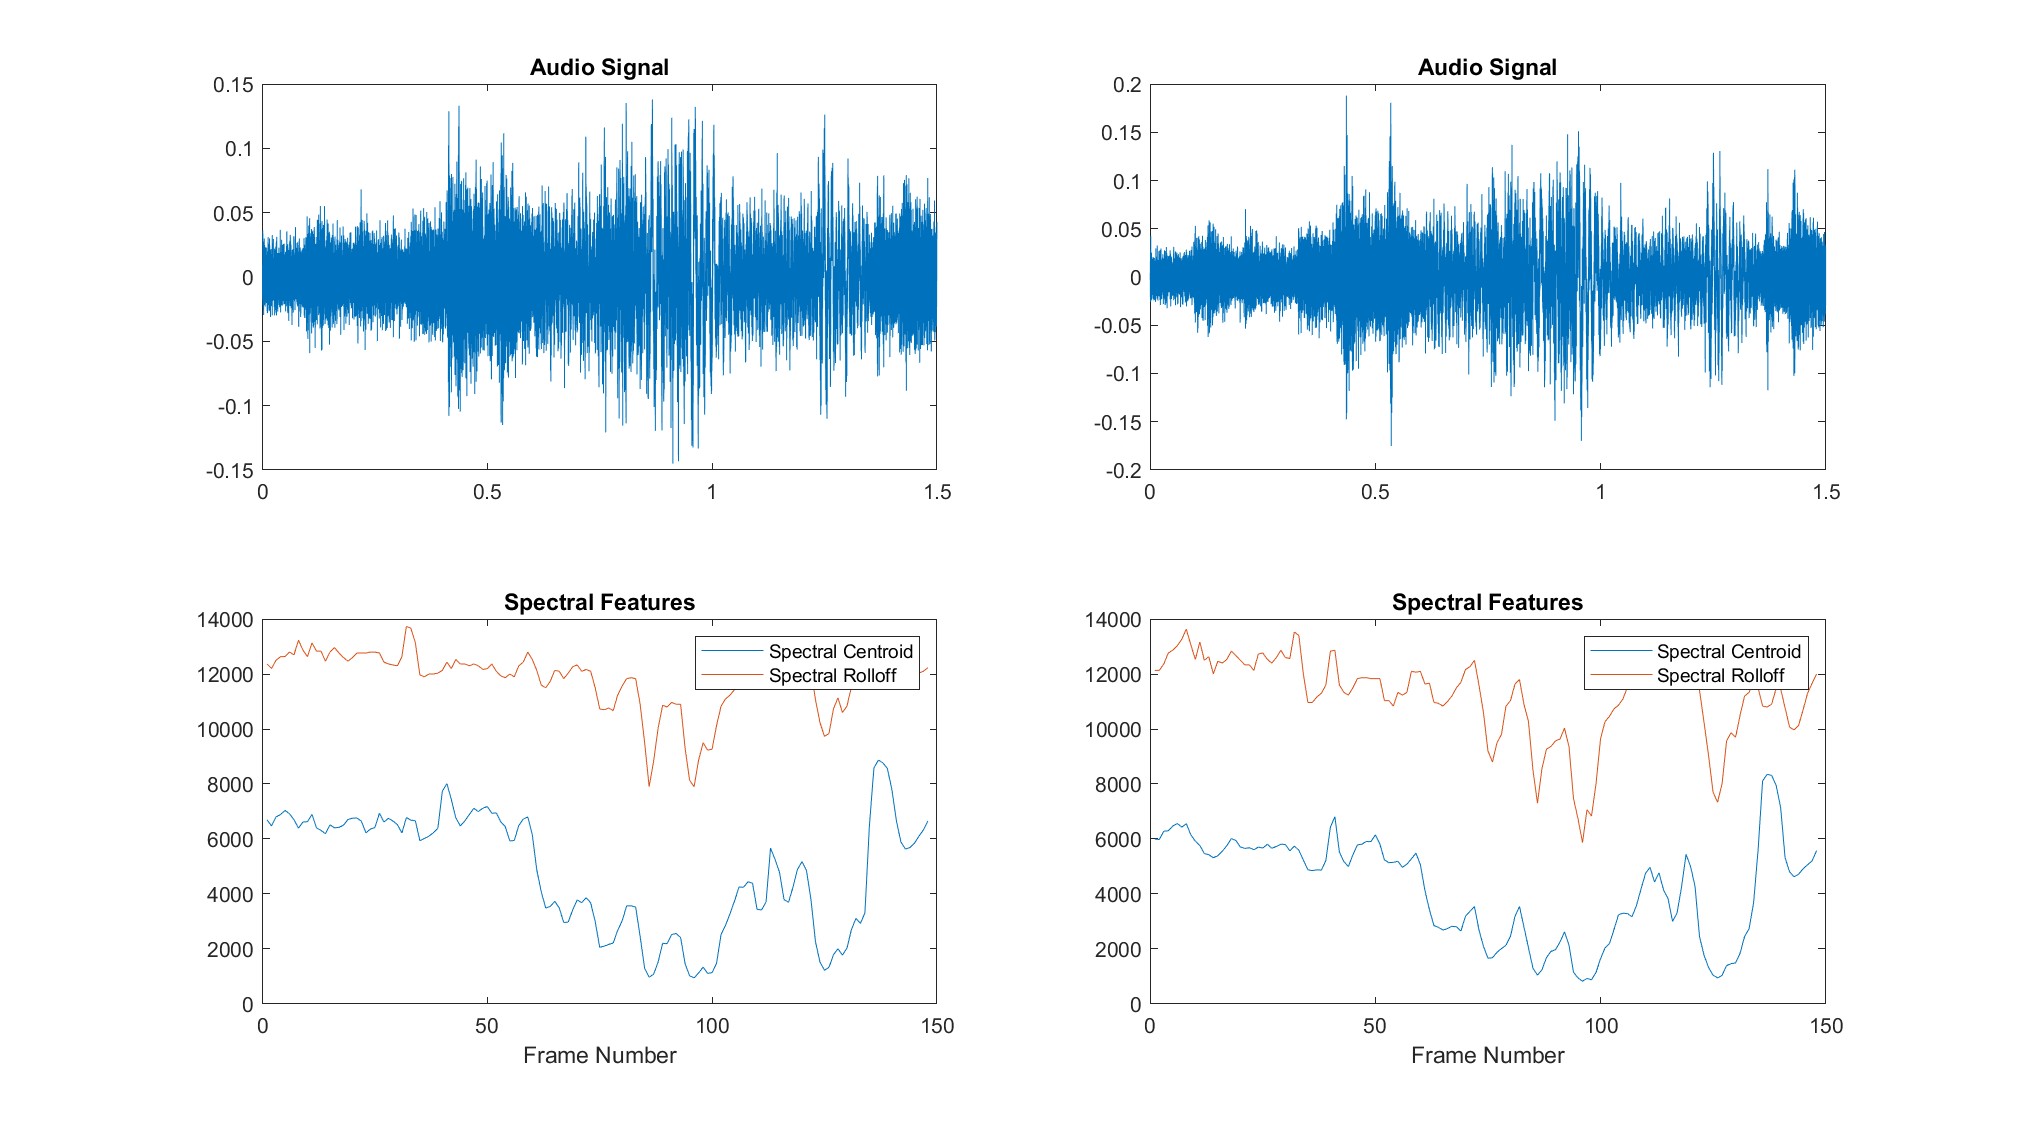 Audio Signal
0.15
0.1
0.05
0
-0.05
-0.1
-0.15
0 0.5 1 1.5
Audio Signal
0.2
0.15
0.1
0.05
0
-0.05
-0.1
-0.15
-0.2
0 0.5 1 1.5
Spectral Features
14000
12000
10000
8000
6000
4000
2000
0
Spectral Centroid
Spectral Rolloff
0 50 100 150
Frame Number
Spectral Features
14000
12000
10000
8000
6000
4000
2000
0
Spectral Centroid
Spectral Rolloff
0 50 100 150
Frame Number